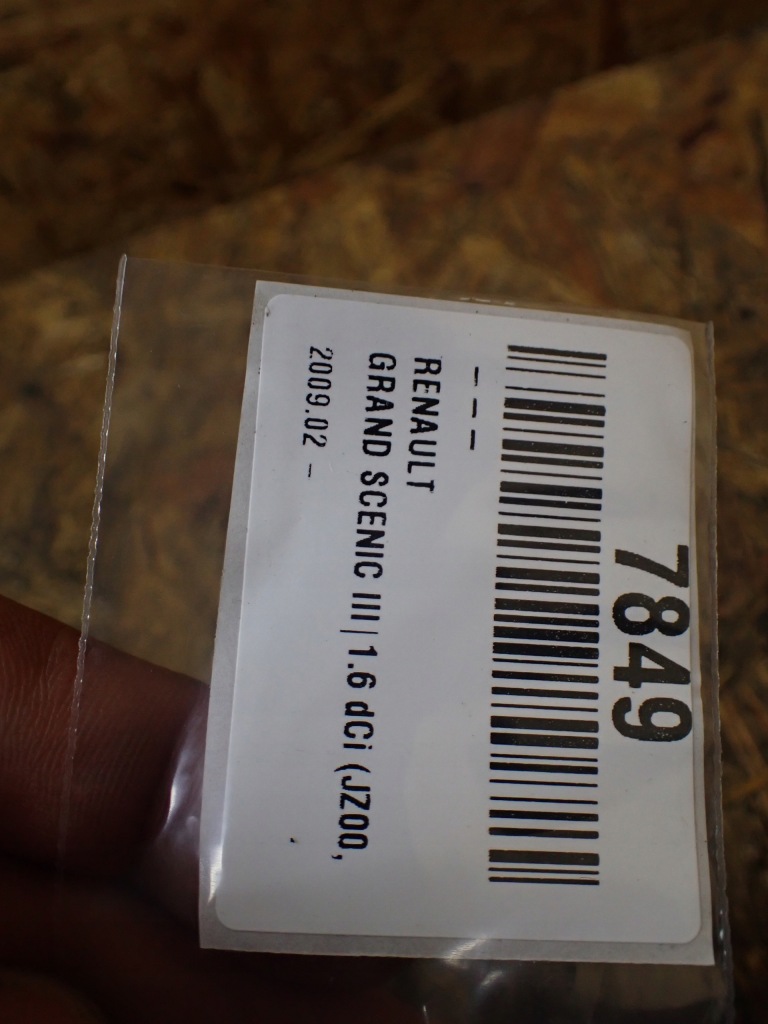 7849
---
RENAULT
GRAND SCENIC III | 1.6 dCi (JZ00,
2009.02 -